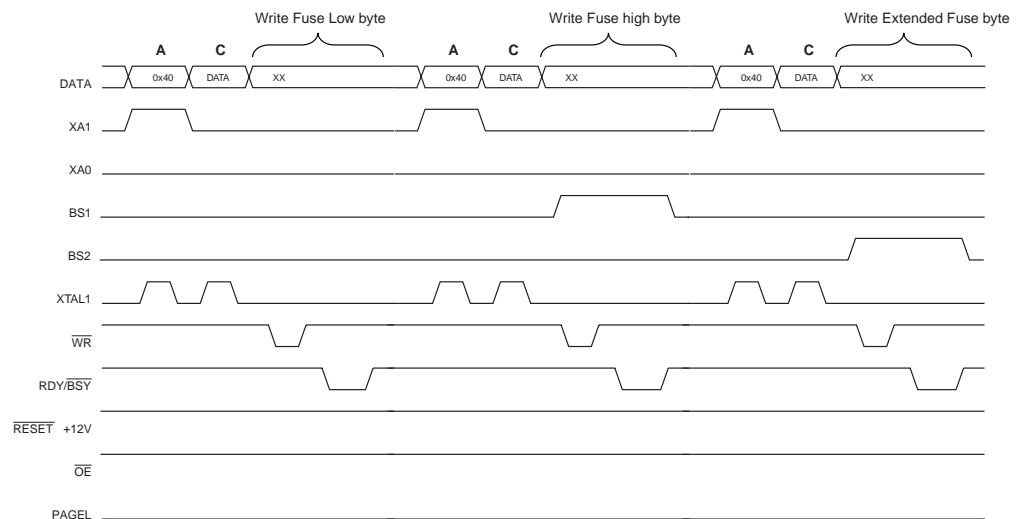 Write Fuse Low byte Write Fuse high byte Write Extended Fuse byte
A C A C A C
DATA 0x40 DATA XX 0x40 DATA XX 0x40 DATA XX
XA1
XA0
BS1
BS2
XTAL1
WR
RDY/BSY
RESET +12V
OE
PAGEL